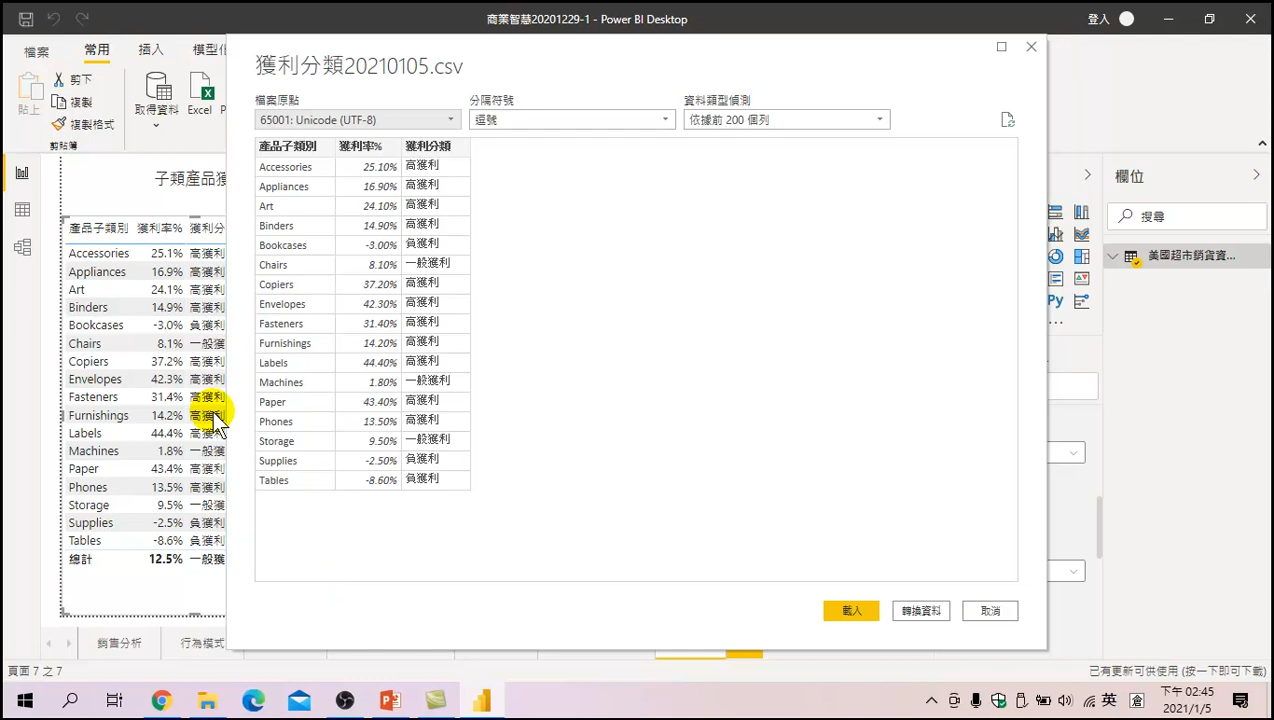 商業智慧20201229-1 - Power BI Desktop
登入
檔案 常用 插入 模型化
貼上
剪下
複製
複製格式
剪貼簿
取得資料
Excel
獲利分類20210105.csv
檔案原點 分隔符號 資料類型偵測
65001: Unicode (UTF-8) 逗號 依據前 200 個列
產品子類別 獲利率% 獲利分類
Accessories 25.10% 高獲利
Appliances 16.90% 高獲利
Art 24.10% 高獲利
Binders 14.90% 高獲利
Bookcases -3.00% 負獲利
Chairs 8.10% 一般獲利
Copiers 37.20% 高獲利
Envelopes 42.30% 高獲利
Fasteners 31.40% 高獲利
Furnishings 14.20% 高獲利
Labels 44.40% 高獲利
Machines 1.80% 一般獲利
Paper 43.40% 高獲利
Phones 13.50% 高獲利
Storage 9.50% 一般獲利
Supplies -2.50% 負獲利
Tables -8.60% 負獲利
載入 轉換資料 取消
子類產品獲
產品子類別 獲利率% 獲利分
Accessories 25.1% 高獲利
Appliances 16.9% 高獲利
Art 24.1% 高獲利
Binders 14.9% 高獲利
Bookcases -3.0% 負獲利
Chairs 8.1% 一般獲
Copiers 37.2% 高獲利
Envelopes 42.3% 高獲利
Fasteners 31.4% 高獲利
Furnishings 14.2% 高獲利
Labels 44.4% 高獲利
Machines 1.8% 一般獲
Paper 43.4% 高獲利
Phones 13.5% 高獲利
Storage 9.5% 一般獲
Supplies -2.5% 負獲利
Tables -8.6% 負獲利
總計 12.5% 一般獲
欄位
搜尋
美國超市銷貨資...
Py
銷售分析 行為模式
頁面 7 之 7
已有更新可供使用 (按一下即可下載)
英
倉
下午 02:45
2021/1/5